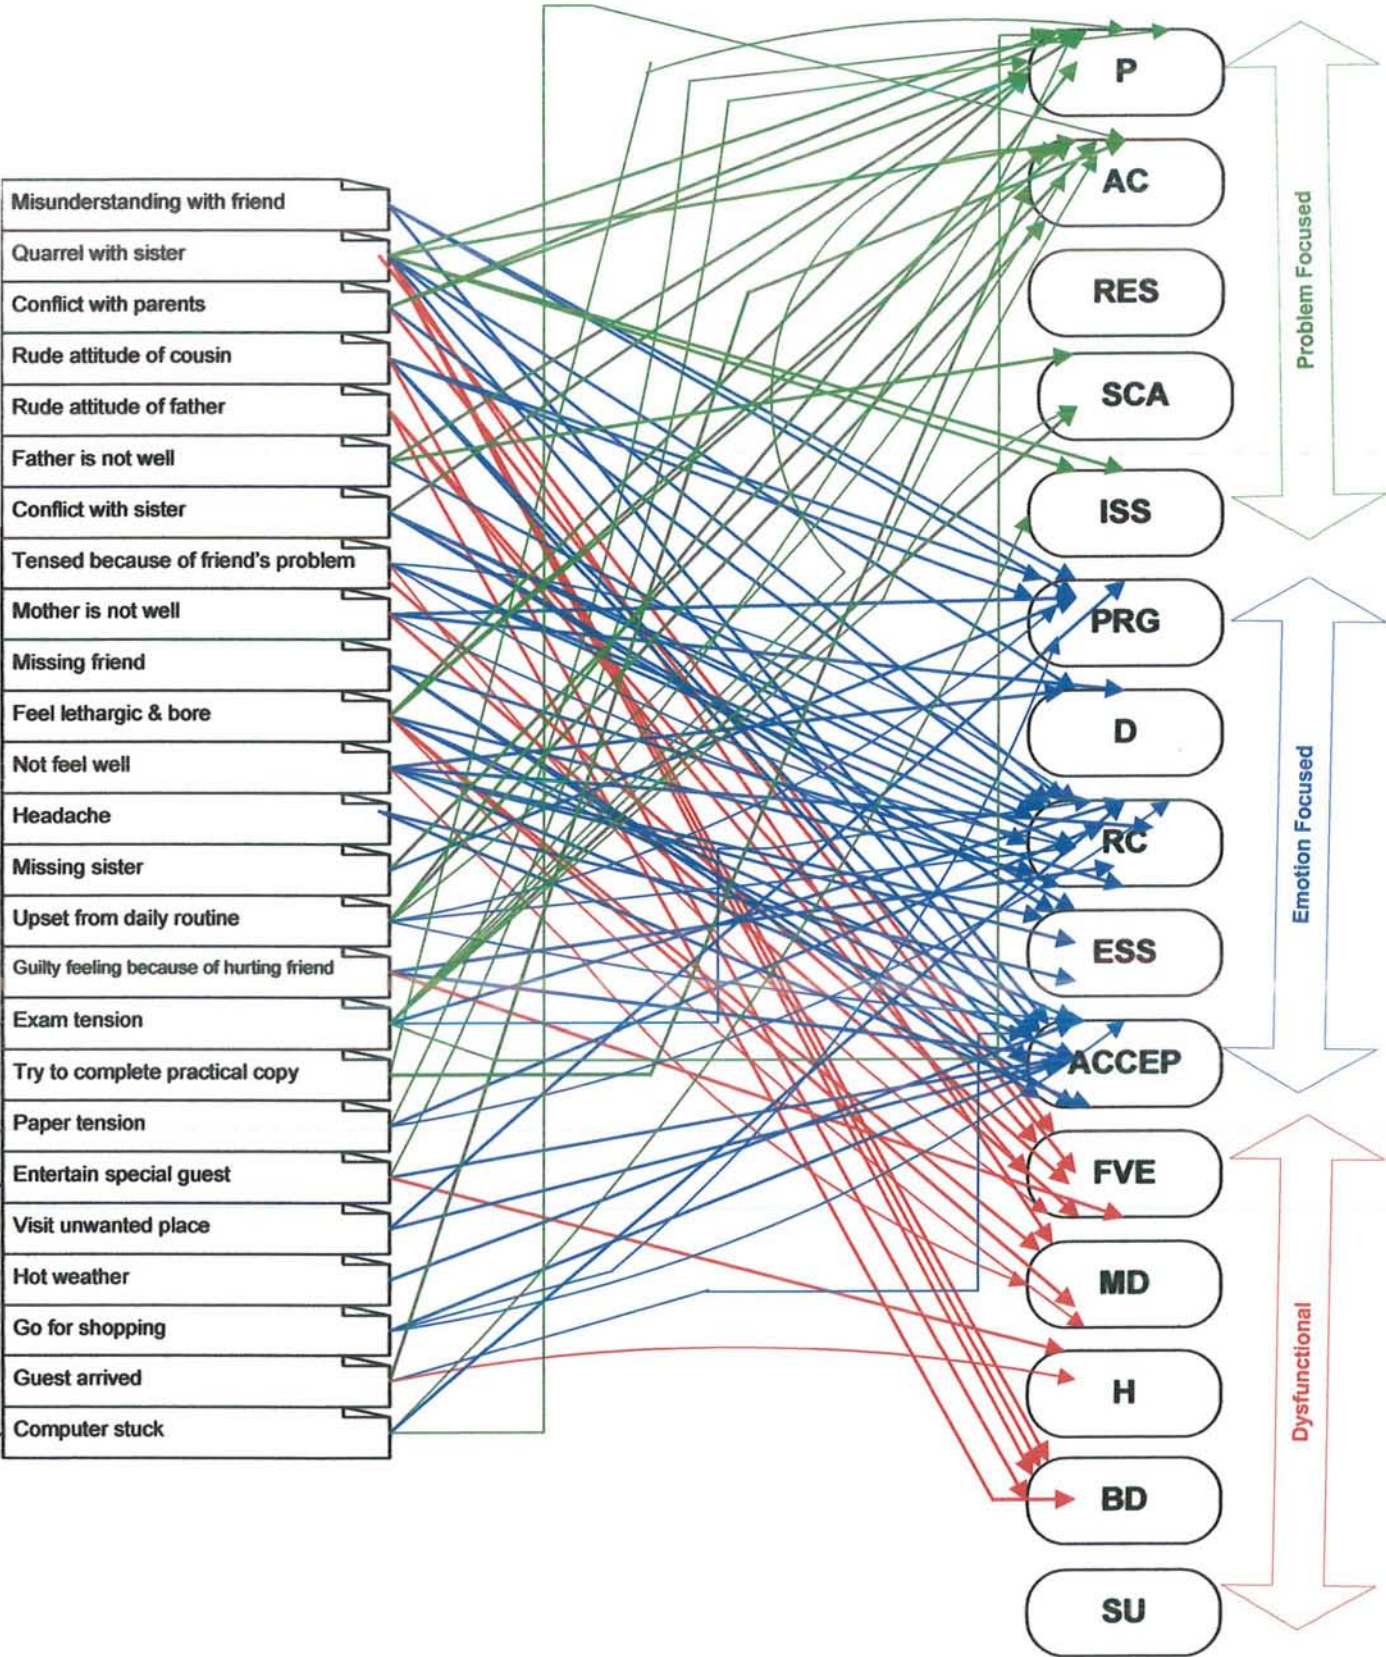 Misunderstanding with friend
Quarrel with sister
Conflict with parents
Rude attitude of cousin
Rude attitude of father
Father is not well
Conflict with sister
Tensed because of friend's problem
Mother is not well
Missing friend
Feel lethargic & bore
Not feel well
Headache
Missing sister
Upset from daily routine
Guilty feeling because of hurting friend
Exam tension
Try to complete practical copy
Paper tension
Entertain special guest
Visit unwanted place
Hot weather
Go for shopping
Guest arrived
Computer stuck
P
AC
RES
SCA
ISS
PRG
D
RC
ESS
ACCEP
FVE
MD
H
BD
SU
Problem Focused
Emotion Focused
Dysfunctional